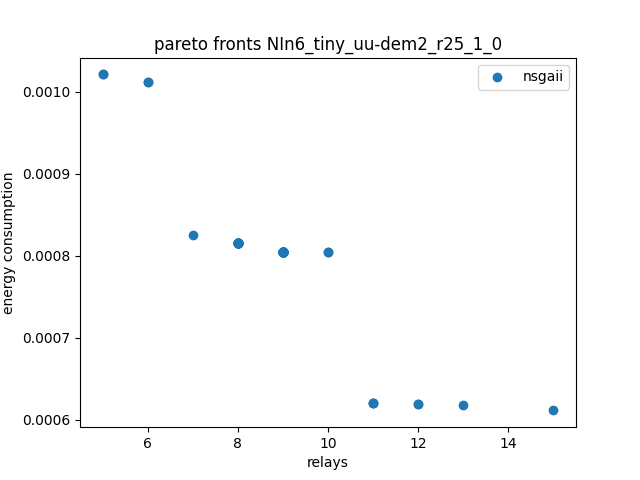 pareto fronts NIn6_tiny_uu-dem2_r25_1_0
nsgaii
0.0010
0.0009
0.0008
0.0007
0.0006
energy consumption
6 8 10 12 14
relays